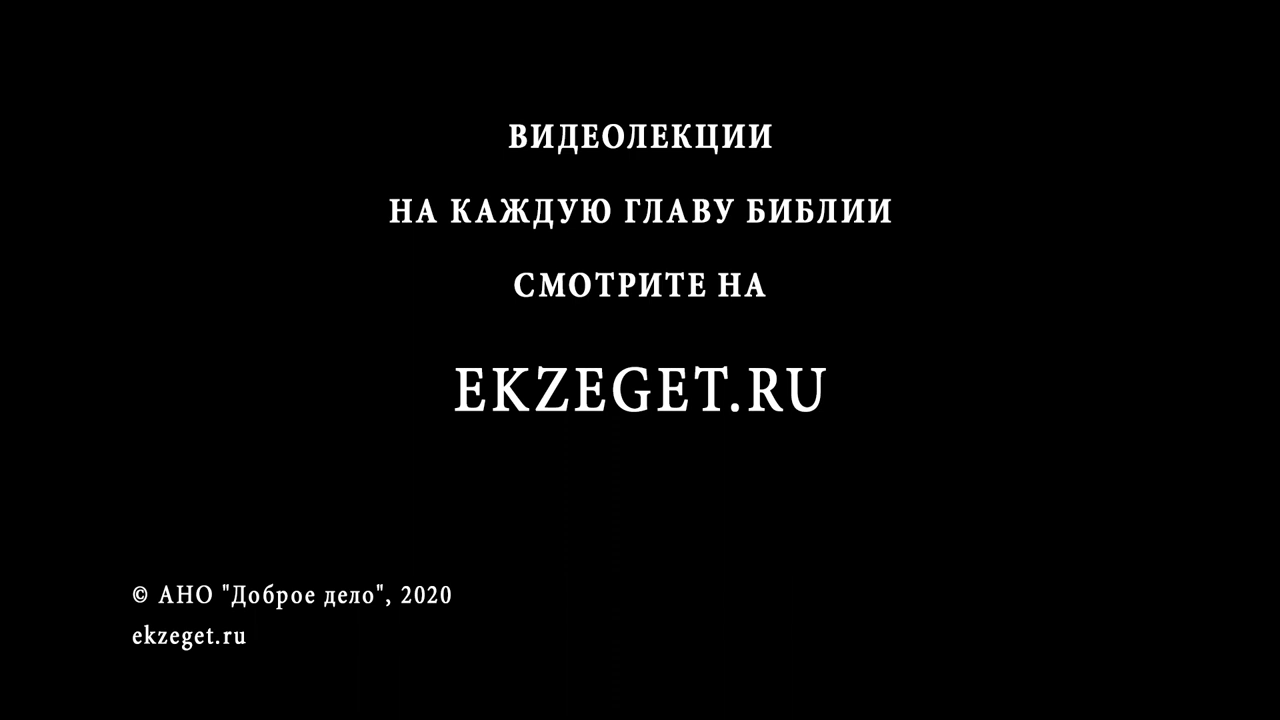 ВИДЕОЛЕКЦИИ
НА КАЖДУЮ ГЛАВУ БИБЛИИ
СМОТРИТЕ НА
EKZEGET.RU
© АНО "Доброе дело", 2020
ekzeget.ru